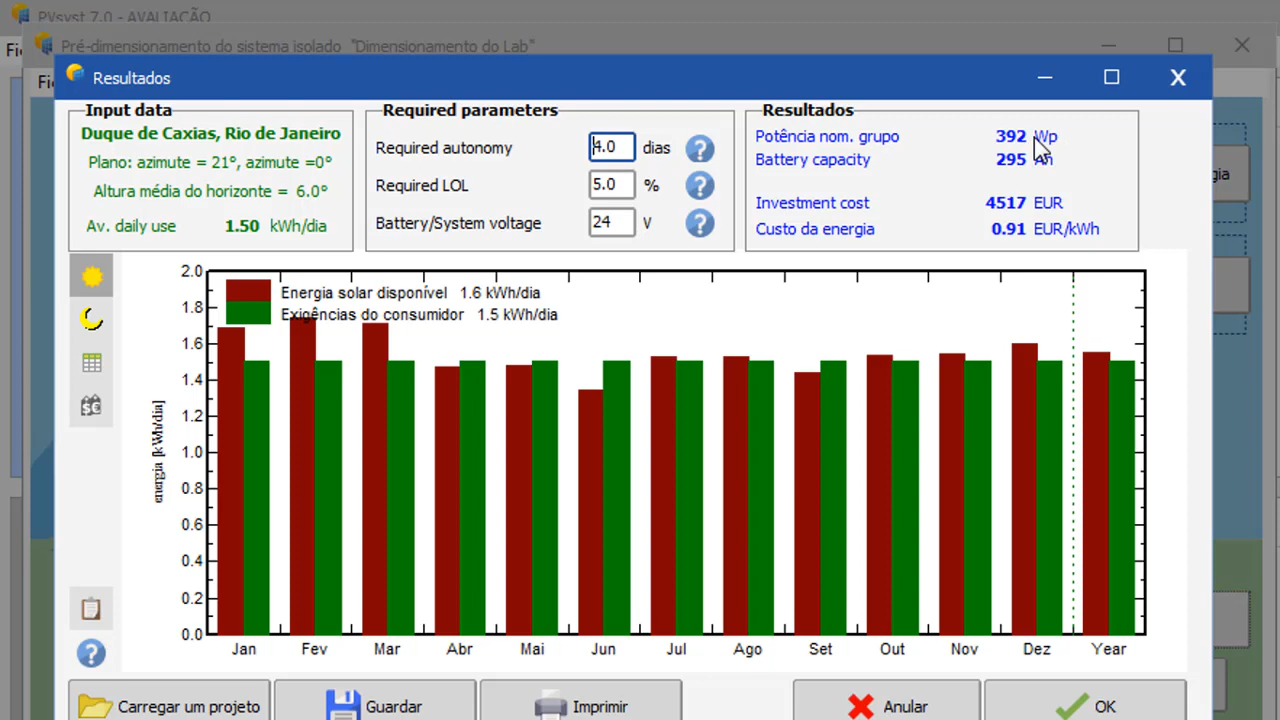 PVsyst 7.0 - AVALIAÇÃO
Pré-dimensionamento do sistema isolado "Dimensionamento do Lab"
Resultados
Input data
Duque de Caxias, Rio de Janeiro
Plano: azimute = 21°, azimute =0°
Altura média do horizonte = 6.0°
Av. daily use 1.50 kWh/dia
Required parameters
Required autonomy 4.0 dias ?
Required LOL 5.0 % ?
Battery/System voltage 24 V ?
Resultados
Potência nom. grupo 392 Wp
Battery capacity 295 Ah
Investment cost 4517 EUR
Custo da energia 0.91 EUR/kWh
Energia solar disponível 1.6 kWh/dia
Exigências do consumidor 1.5 kWh/dia
energia [kWh/dia]
2.0
1.8
1.6
1.4
1.2
1.0
0.8
0.6
0.4
0.2
0.0
Jan Fev Mar Abr Mai Jun Jul Ago Set Out Nov Dez Year
Carregar um projeto Guardar Imprimir Anular OK